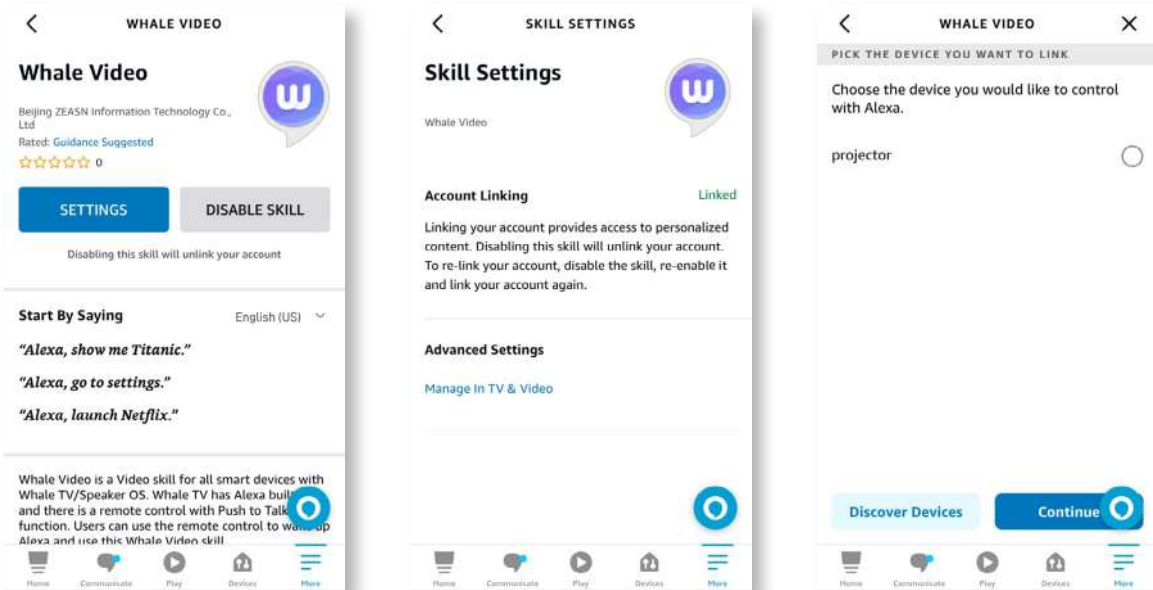 WHALE VIDEO
Whale Video
Beijing ZEASN Information Technology Co.,
Ltd
Rated: Guidance Suggested
0
SETTINGS
DISABLE SKILL
Disabling this skill will unlink your account
Start By Saying
English (US)
“Alexa, show me Titanic.”
“Alexa, go to settings.”
“Alexa, launch Netflix.”
Whale Video is a Video skill for all smart devices with
Whale TV/Speaker OS. Whale TV has Alexa
and there is a remote control with Push to Talk
function. Users can use the remote control to
Alexa and use this Whale Video skill
Home
Communicate
Play
Devices
More
SKILL SETTINGS
Skill Settings
Whale Video
Account Linking
Linked
Linking your account provides access to personalized
content. Disabling this skill will unlink your account.
To re-link your account, disable the skill, re-enable it
and link your account again.
Advanced Settings
Manage In TV & Video
Home
Communicate
Play
Devices
More
WHALE VIDEO
PICK THE DEVICE YOU WANT TO LINK
Choose the device you would like to control
with Alexa.
projector
Discover Devices
Continue
Home
Communicate
Play
Devices
More